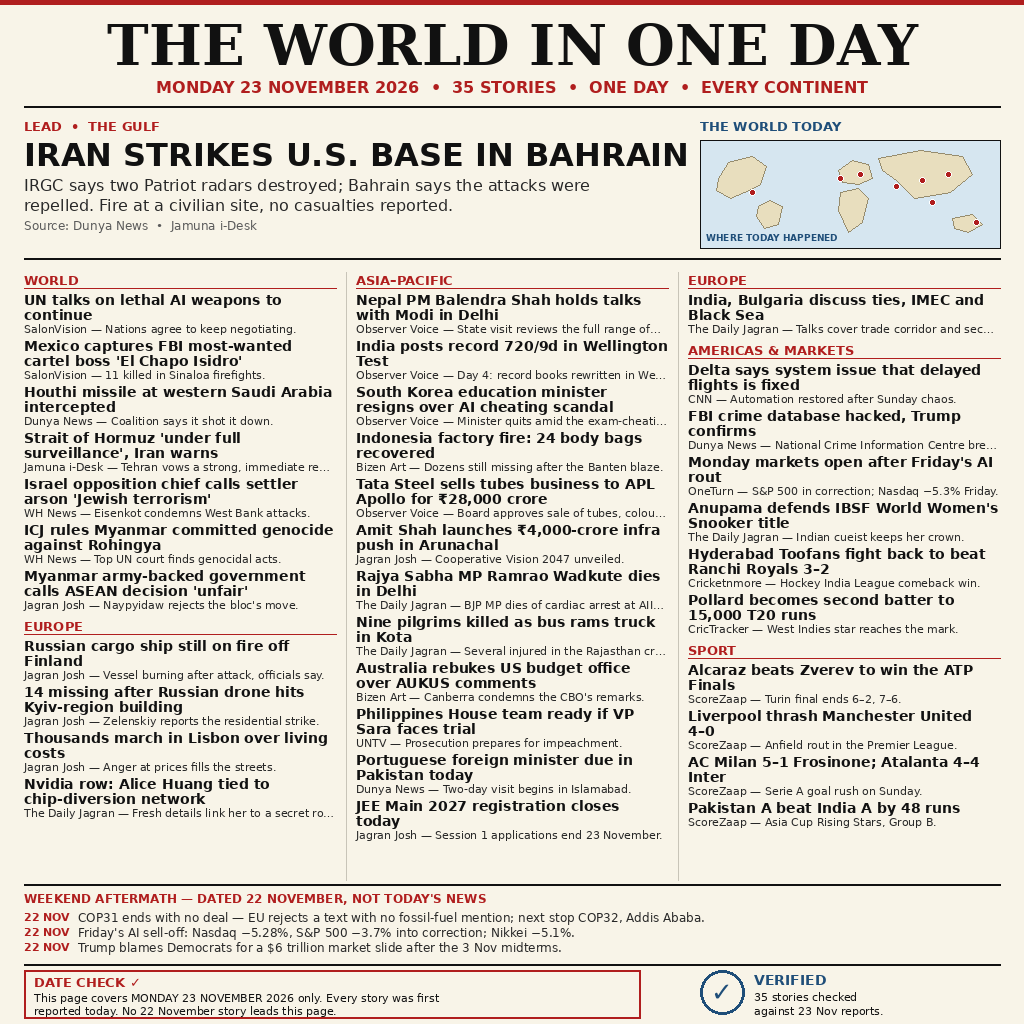 THE WORLD IN ONE DAY
MONDAY 23 NOVEMBER 2026 • 35 STORIES • ONE DAY • EVERY CONTINENT
LEAD • THE GULF
IRAN STRIKES U.S. BASE IN BAHRAIN
IRGC says two Patriot radars destroyed; Bahrain says the attacks were
repelled. Fire at a civilian site, no casualties reported.
Source: Dunya News • Jamuna i-Desk
THE WORLD TODAY
WHERE TODAY HAPPENED
WORLD
UN talks on lethal AI weapons to
continue
SalonVision — Nations agree to keep negotiating.
Mexico captures FBI most-wanted
cartel boss 'El Chapo Isidro'
SalonVision — 11 killed in Sinaloa firefights.
Houthi missile at western Saudi Arabia
intercepted
Dunya News — Coalition says it shot it down.
Strait of Hormuz 'under full
surveillance', Iran warns
Jamuna i-Desk — Tehran vows a strong, immediate re...
Israel opposition chief calls settler
arson 'Jewish terrorism'
WH News — Eisenkot condemns West Bank attacks.
ICJ rules Myanmar committed genocide
against Rohingya
WH News — Top UN court finds genocidal acts.
Myanmar army-backed government
calls ASEAN decision 'unfair'
Jagran Josh — Naypyidaw rejects the bloc's move.
EUROPE
Russian cargo ship still on fire off
Finland
Jagran Josh — Vessel burning after attack, officials say.
14 missing after Russian drone hits
Kyiv-region building
Jagran Josh — Zelenskiy reports the residential strike.
Thousands march in Lisbon over living
costs
Jagran Josh — Anger at prices fills the streets.
Nvidia row: Alice Huang tied to
chip-diversion network
The Daily Jagran — Fresh details link her to a secret ro...
ASIA–PACIFIC
Nepal PM Balendra Shah holds talks
with Modi in Delhi
Observer Voice — State visit reviews the full range of...
India posts record 720/9d in Wellington
Test
Observer Voice — Day 4: record books rewritten in We...
South Korea education minister
resigns over AI cheating scandal
Observer Voice — Minister quits amid the exam-cheati...
Indonesia factory fire: 24 body bags
recovered
Bizen Art — Dozens still missing after the Banten blaze.
Tata Steel sells tubes business to APL
Apollo for ₹28,000 crore
Observer Voice — Board approves sale of tubes, colou...
Amit Shah launches ₹4,000-crore infra
push in Arunachal
Jagran Josh — Cooperative Vision 2047 unveiled.
Rajya Sabha MP Ramrao Wadkute dies
in Delhi
The Daily Jagran — BJP MP dies of cardiac arrest at AII...
Nine pilgrims killed as bus rams truck
in Kota
The Daily Jagran — Several injured in the Rajasthan cr...
Australia rebukes US budget office
over AUKUS comments
Bizen Art — Canberra condemns the CBO's remarks.
Philippines House team ready if VP
Sara faces trial
UNTV — Prosecution prepares for impeachment.
Portuguese foreign minister due in
Pakistan today
Dunya News — Two-day visit begins in Islamabad.
JEE Main 2027 registration closes
today
Jagran Josh — Session 1 applications end 23 November.
EUROPE
India, Bulgaria discuss ties, IMEC and
Black Sea
The Daily Jagran — Talks cover trade corridor and sec...
AMERICAS & MARKETS
Delta says system issue that delayed
flights is fixed
CNN — Automation restored after Sunday chaos.
FBI crime database hacked, Trump
confirms
Dunya News — National Crime Information Centre bre...
Monday markets open after Friday's AI
rout
OneTurn — S&P 500 in correction; Nasdaq −5.3% Friday.
Anupama defends IBSF World Women's
Snooker title
The Daily Jagran — Indian cueist keeps her crown.
Hyderabad Toofans fight back to beat
Ranchi Royals 3–2
Cricketnmore — Hockey India League comeback win.
Pollard becomes second batter to
15,000 T20 runs
CricTracker — West Indies star reaches the mark.
SPORT
Alcaraz beats Zverev to win the ATP
Finals
ScoreZaap — Turin final ends 6–2, 7–6.
Liverpool thrash Manchester United
4–0
ScoreZaap — Anfield rout in the Premier League.
AC Milan 5–1 Frosinone; Atalanta 4–4
Inter
ScoreZaap — Serie A goal rush on Sunday.
Pakistan A beat India A by 48 runs
ScoreZaap — Asia Cup Rising Stars, Group B.
WEEKEND AFTERMATH — DATED 22 NOVEMBER, NOT TODAY'S NEWS
22 NOV COP31 ends with no deal — EU rejects a text with no fossil-fuel mention; next stop COP32, Addis Ababa.
22 NOV Friday's AI sell-off: Nasdaq −5.28%, S&P 500 −3.7% into correction; Nikkei −5.1%.
22 NOV Trump blames Democrats for a $6 trillion market slide after the 3 Nov midterms.
DATE CHECK ✓
This page covers MONDAY 23 NOVEMBER 2026 only. Every story was first
reported today. No 22 November story leads this page.
✓
VERIFIED
35 stories checked
against 23 Nov reports.